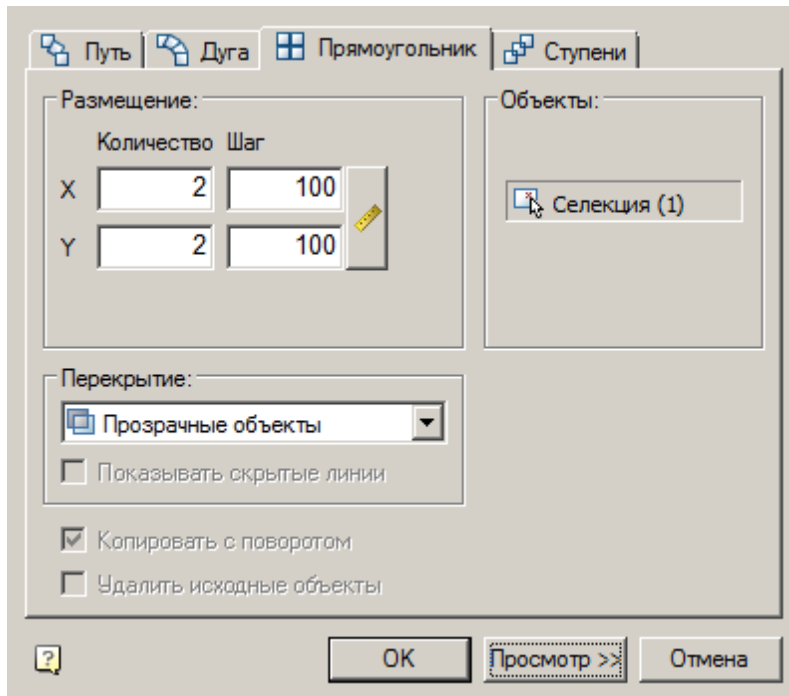 Путь Дуга Прямоугольник Ступени
Размещение:
Количество Шаг
X 2 100
Y 2 100
Объекты:
Селекция (1)
Перекрытие:
Прозрачные объекты
Показывать скрытые линии
Копировать с поворотом
Удалить исходные объекты
? OK Просмотр >> Отмена